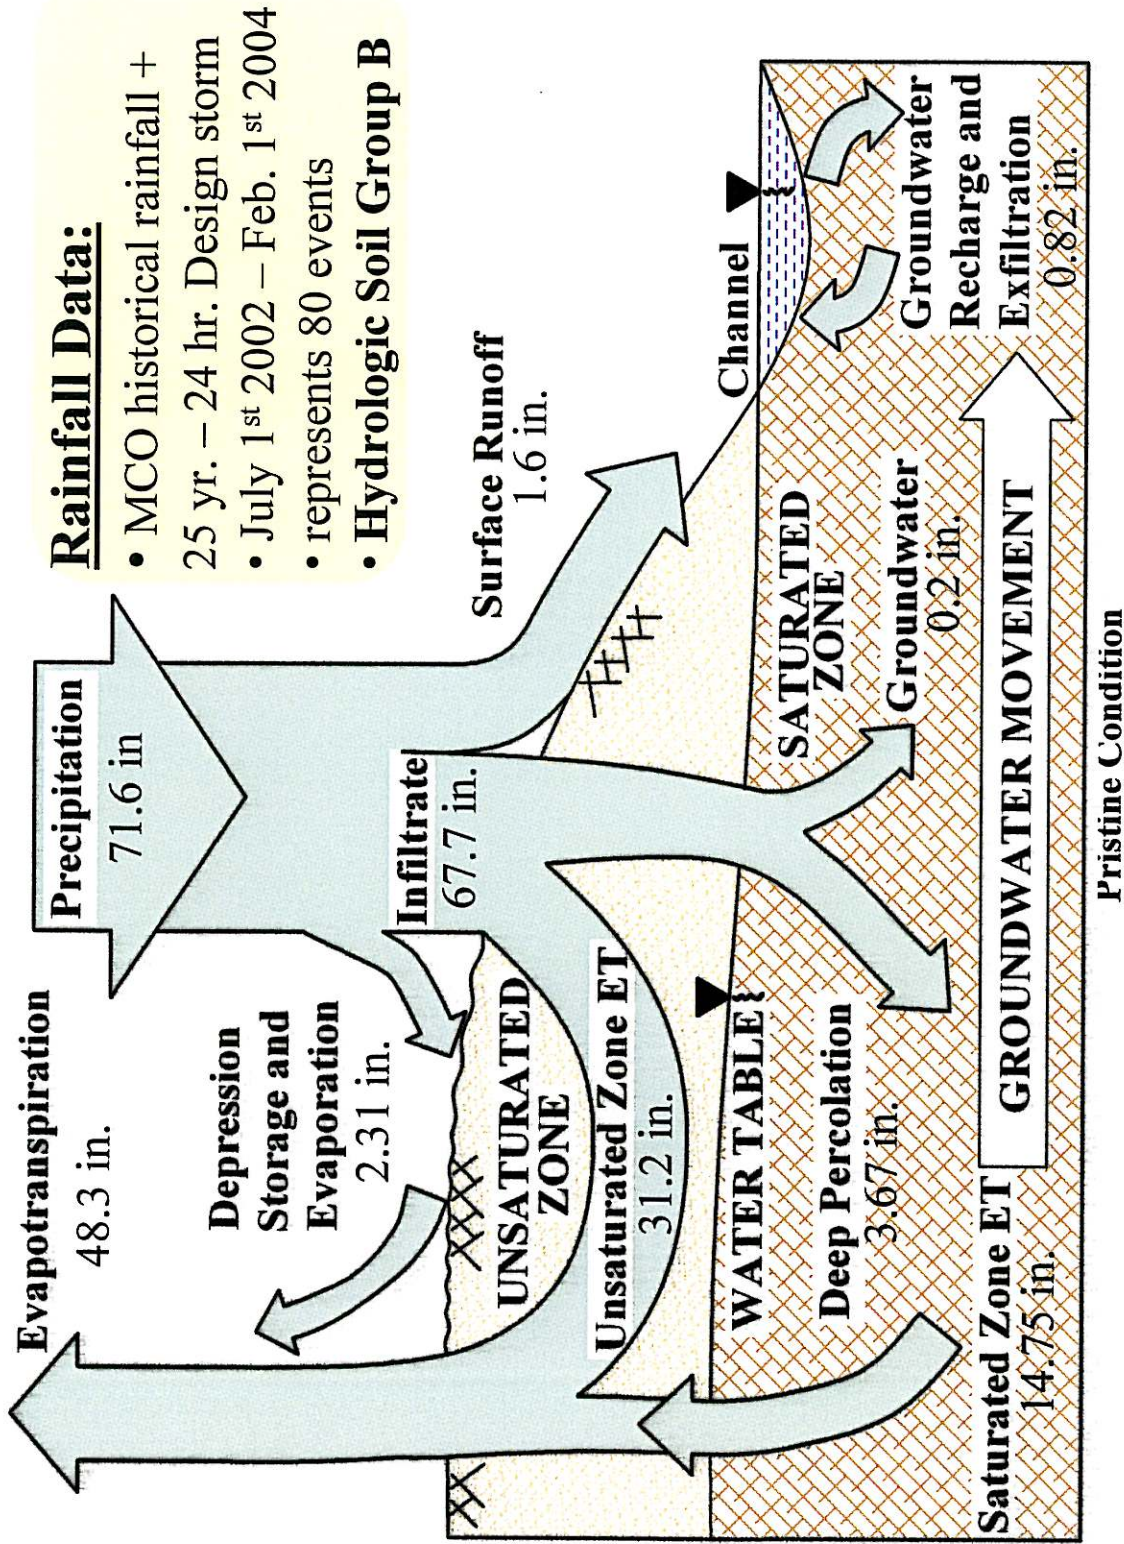 Rainfall Data:
• MCO historical rainfall +
25 yr. – 24 hr. Design storm
• July 1st 2002 – Feb. 1st 2004
• represents 80 events
• Hydrologic Soil Group B
Evapotranspiration
48.3 in.
Precipitation
71.6 in
Depression
Storage and
Evaporation
2.31 in.
Infiltrate
67.7 in.
Surface Runoff
1.6 in.
UNSATURATED
ZONE
Unsaturated Zone ET
31.2 in.
Channel
WATER TABLE
SATURATED
ZONE
Deep Percolation
3.67 in.
Groundwater
0.2 in.
Groundwater
Recharge and
Exfiltration
0.82 in.
Saturated Zone ET
14.75 in.
GROUNDWATER MOVEMENT
Pristine Condition